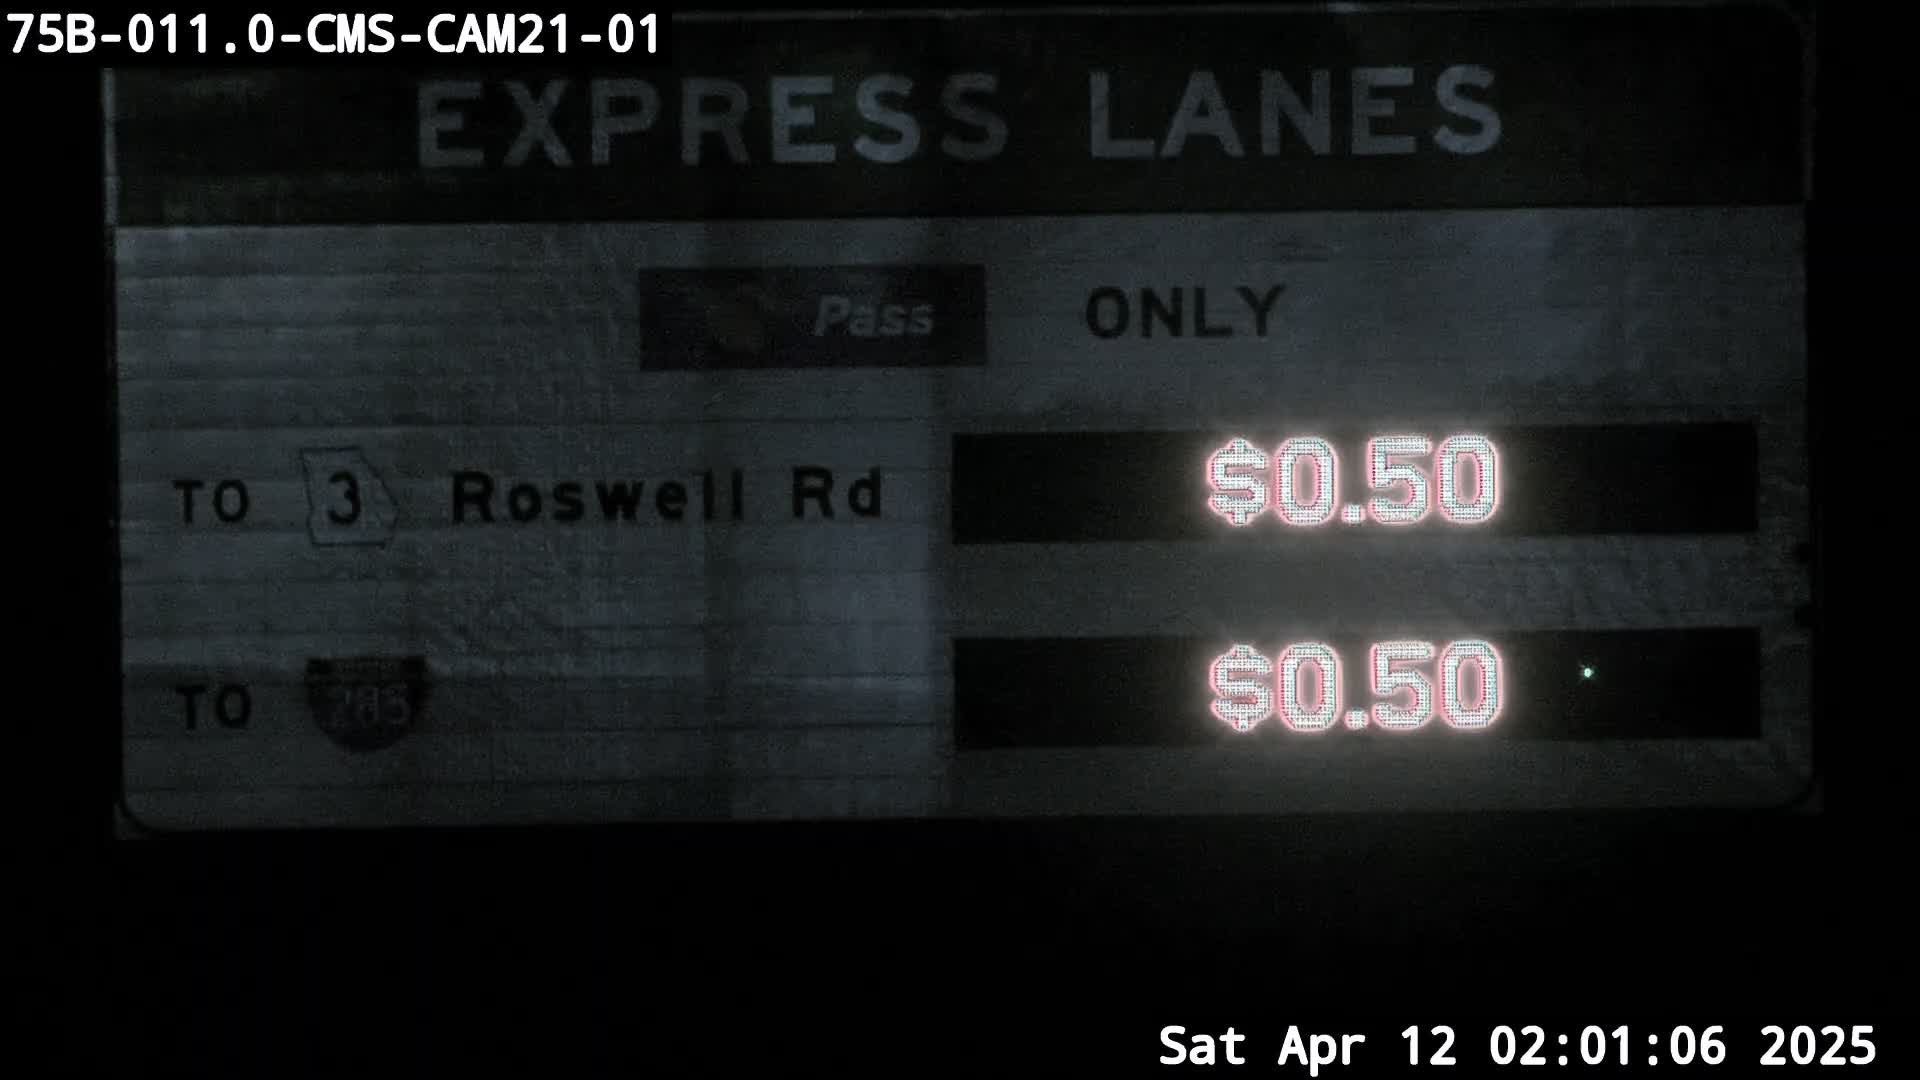 75B-011.0-CMS-CAM21-01
EXPRESS LANES
Pass ONLY
TO 3 Roswell Rd $0.50
TO 285 $0.50
Sat Apr 12 02:01:06 2025